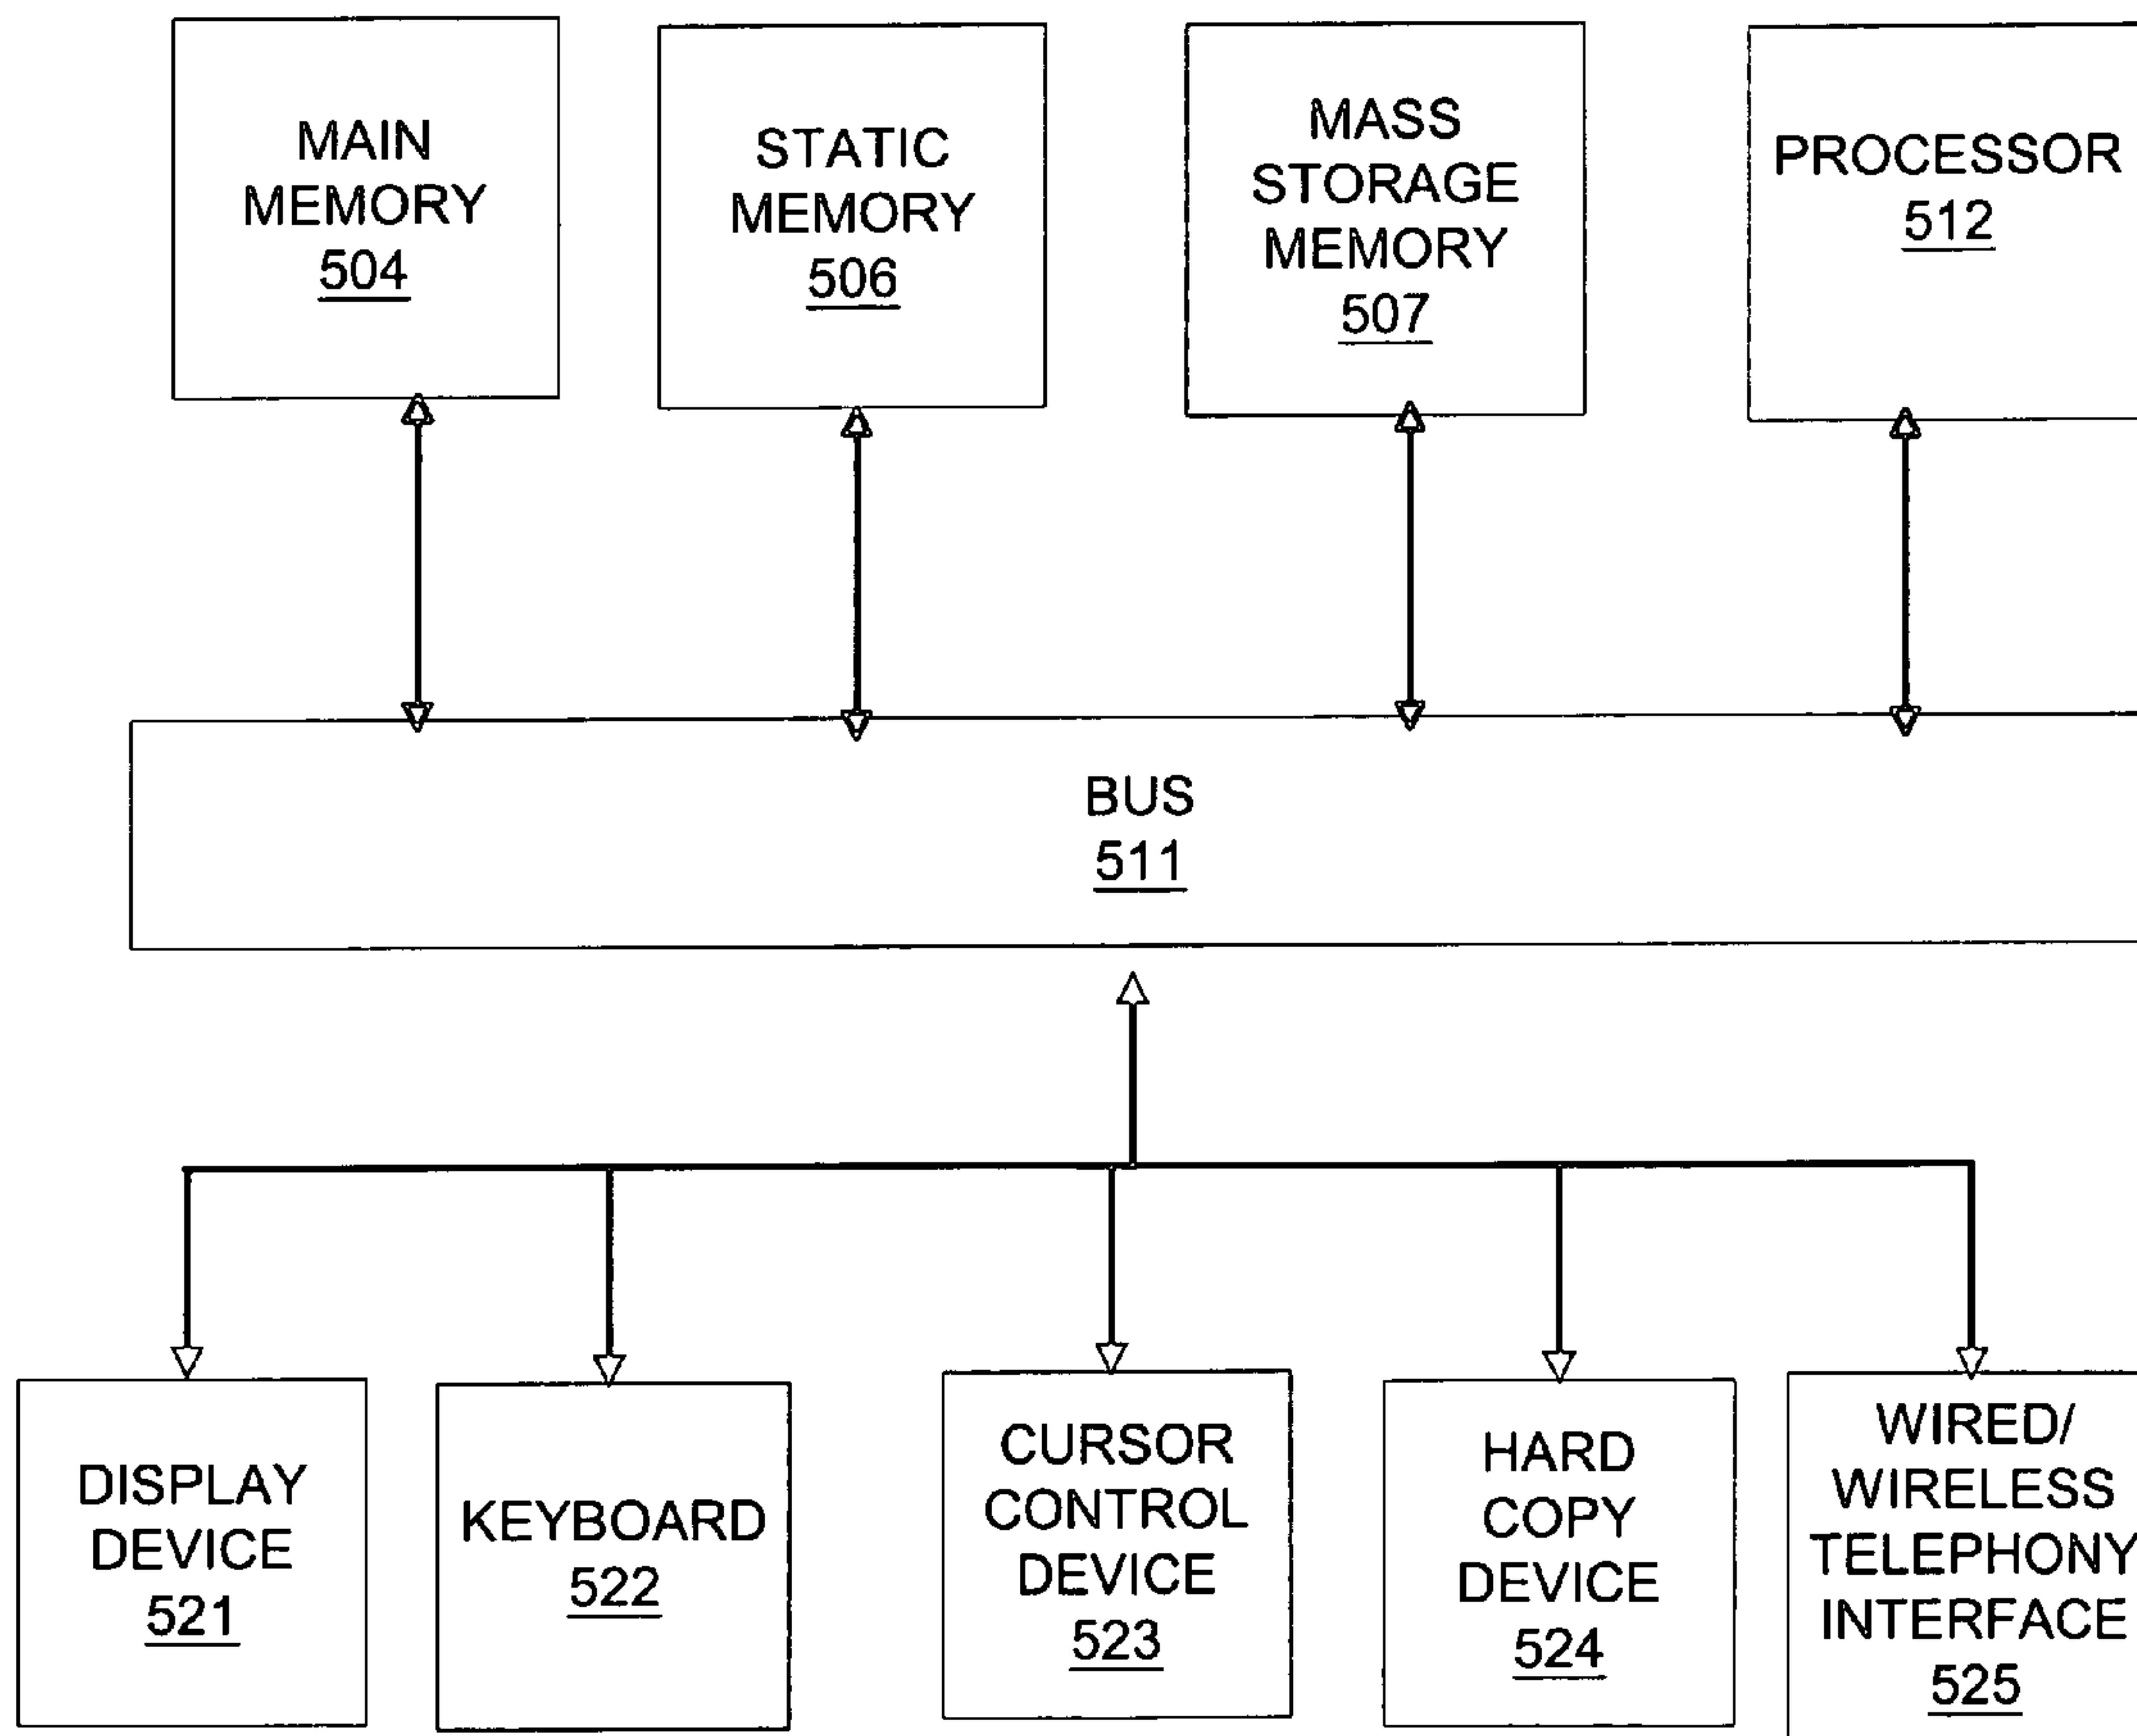 MAIN
MEMORY
504
STATIC
MEMORY
506
MASS
STORAGE
MEMORY
507
PROCESSOR
512
BUS
511
DISPLAY
DEVICE
521
KEYBOARD
522
CURSOR
CONTROL
DEVICE
523
HARD
COPY
DEVICE
524
WIRED/
WIRELESS
TELEPHONY
INTERFACE
525